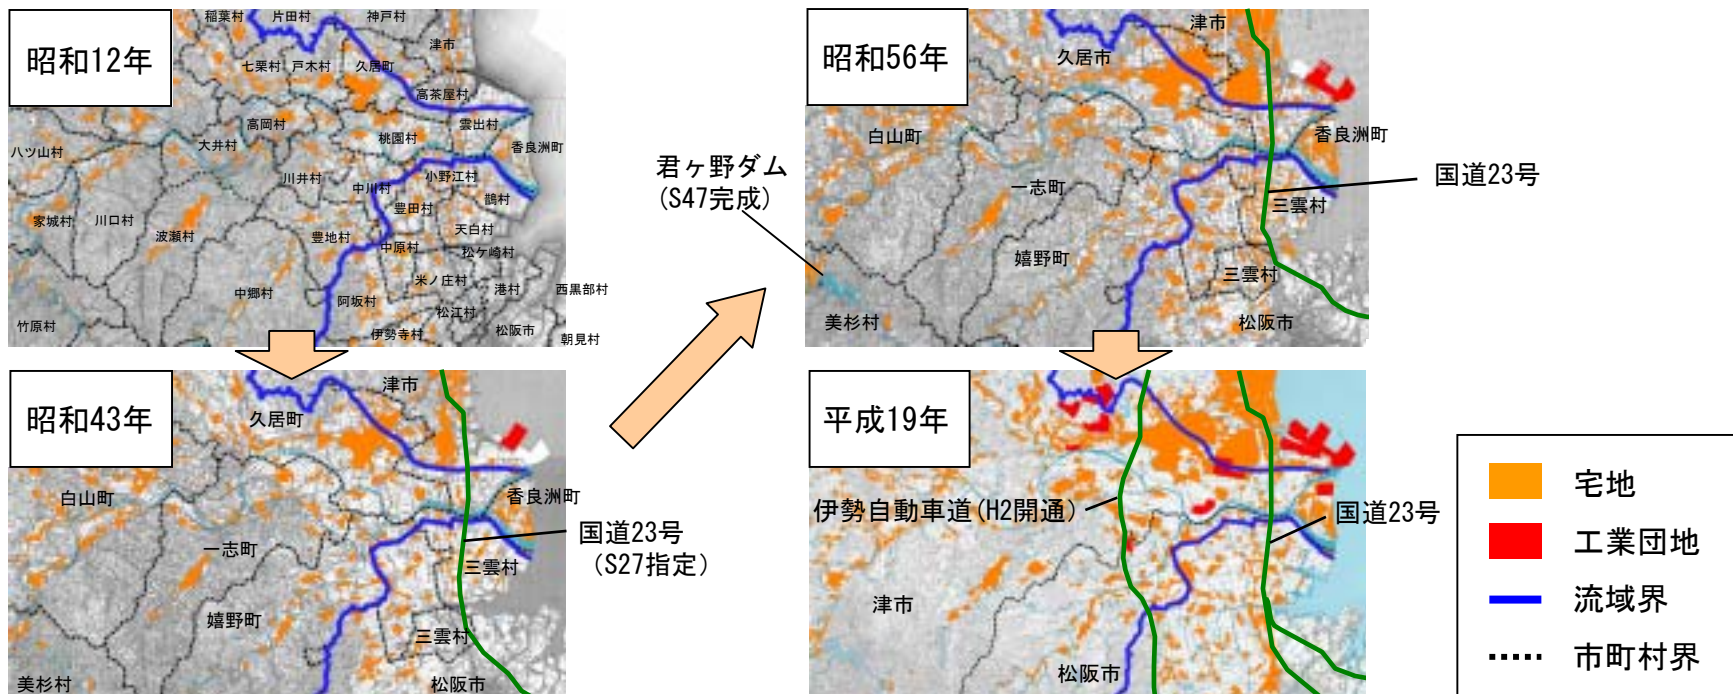 昭和12年
稲葉村
片田村
神戸村
津市
七栗村
戸木村
久居町
高茶屋村
高岡村
雲出村
大井村
桃園村
香良洲町
八ツ山村
川井村
中川村
小野江村
鵲村
豊田村
家城村
川口村
波瀬村
豊地村
天白村
中原村
松ケ崎村
米ノ庄村
中郷村
阿坂村
港村
西黒部村
松江村
竹原村
伊勢寺村
松阪市
朝見村
昭和43年
津市
久居町
白山町
香良洲町
国道23号
(S27指定)
一志町
三雲村
嬉野町
三雲村
美杉村
松阪市
昭和56年
津市
久居市
白山町
香良洲町
君ヶ野ダム
(S47完成)
国道23号
一志町
三雲村
嬉野町
三雲村
美杉村
松阪市
平成19年
伊勢自動車道(H2開通)
国道23号
津市
松阪市
宅地
工業団地
流域界
市町村界